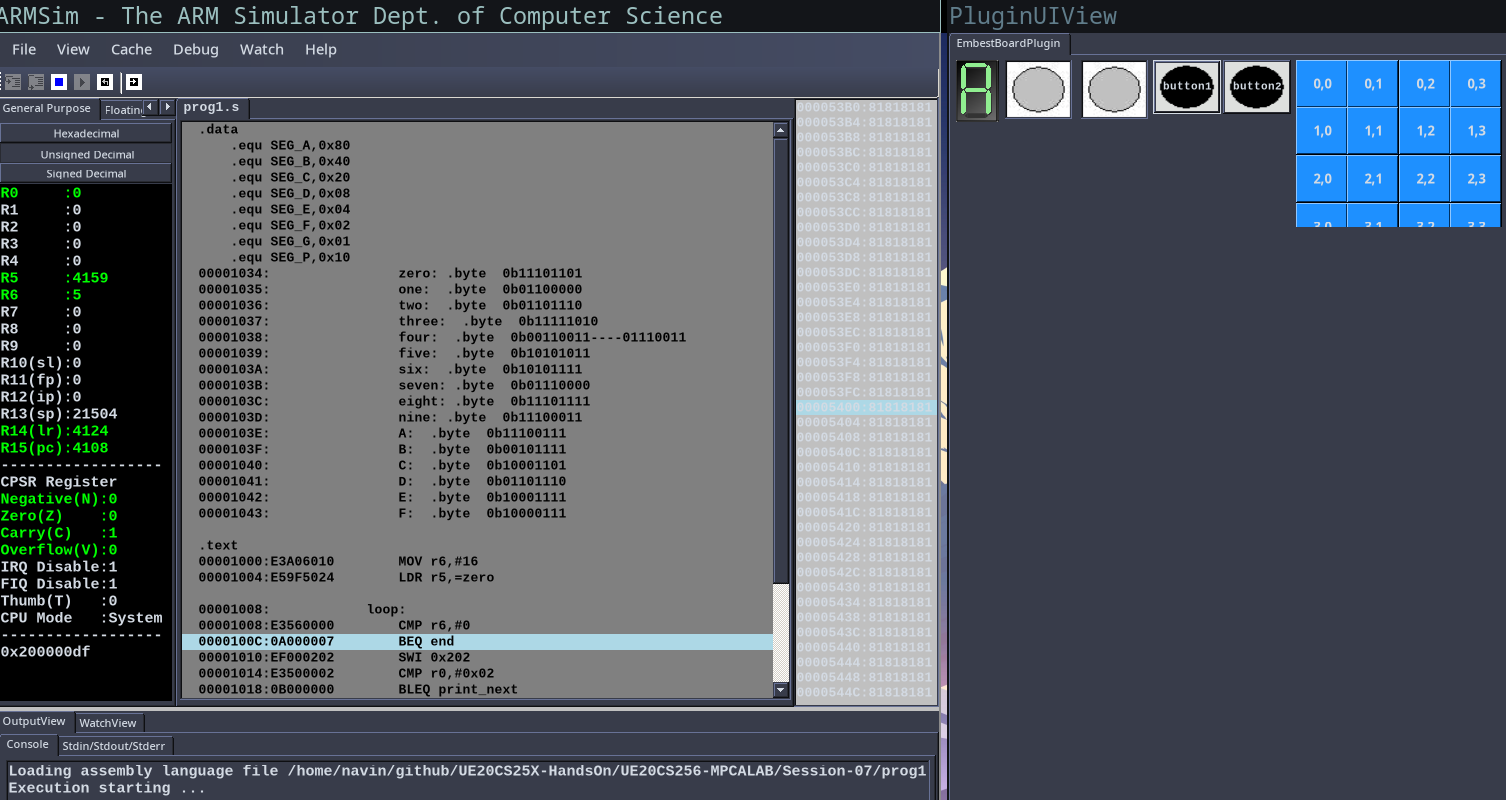 ARMSim - The ARM Simulator Dept. of Computer Science
File View Cache Debug Watch Help
General Purpose Floatin
Hexadecimal
Unsigned Decimal
Signed Decimal
R0 :0
R1 :0
R2 :0
R3 :0
R4 :0
R5 :4159
R6 :5
R7 :0
R8 :0
R9 :0
R10(sl):0
R11(fp):0
R12(ip):0
R13(sp):21504
R14(lr):4124
R15(pc):4108
------------------
CPSR Register
Negative(N):0
Zero(Z) :0
Carry(C) :1
Overflow(V):0
IRQ Disable:1
FIQ Disable:1
Thumb(T) :0
CPU Mode :System
------------------
0x200000df
prog1.s
.data
.equ SEG_A,0x80
.equ SEG_B,0x40
.equ SEG_C,0x20
.equ SEG_D,0x08
.equ SEG_E,0x04
.equ SEG_F,0x02
.equ SEG_G,0x01
.equ SEG_P,0x10
00001034: zero: .byte 0b11101101
00001035: one: .byte 0b01100000
00001036: two: .byte 0b01101110
00001037: three: .byte 0b11111010
00001038: four: .byte 0b00110011----01110011
00001039: five: .byte 0b10101011
0000103A: six: .byte 0b10101111
0000103B: seven: .byte 0b01110000
0000103C: eight: .byte 0b11101111
0000103D: nine: .byte 0b11100011
0000103E: A: .byte 0b11100111
0000103F: B: .byte 0b00101111
00001040: C: .byte 0b10001101
00001041: D: .byte 0b01101110
00001042: E: .byte 0b10001111
00001043: F: .byte 0b10000111
.text
00001000:E3A06010 MOV r6,#16
00001004:E59F5024 LDR r5,=zero
00001008: loop:
00001008:E3560000 CMP r6,#0
0000100C:0A000007 BEQ end
00001010:EF000202 SWI 0x202
00001014:E3500002 CMP r0,#0x02
00001018:0B000000 BLEQ print_next
000053B0:81818181
000053B4:81818181
000053B8:81818181
000053BC:81818181
000053C0:81818181
000053C4:81818181
000053C8:81818181
000053CC:81818181
000053D0:81818181
000053D4:81818181
000053D8:81818181
000053DC:81818181
000053E0:81818181
000053E4:81818181
000053E8:81818181
000053EC:81818181
000053F0:81818181
000053F4:81818181
000053F8:81818181
000053FC:81818181
00005400:81818181
00005404:81818181
00005408:81818181
0000540C:81818181
00005410:81818181
00005414:81818181
00005418:81818181
0000541C:81818181
00005420:81818181
00005424:81818181
00005428:81818181
0000542C:81818181
00005430:81818181
00005434:81818181
00005438:81818181
0000543C:81818181
00005440:81818181
00005444:81818181
00005448:81818181
0000544C:81818181
OutputView WatchView
Console Stdin/Stdout/Stderr
Loading assembly language file /home/navin/github/UE20CS25X-HandsOn/UE20CS256-MPCALAB/Session-07/prog1
Execution starting ...
PluginUIView
EmbestBoardPlugin
A button1 button2
0,0 0,1 0,2 0,3
1,0 1,1 1,2 1,3
2,0 2,1 2,2 2,3
3,0 3,1 3,2 3,3